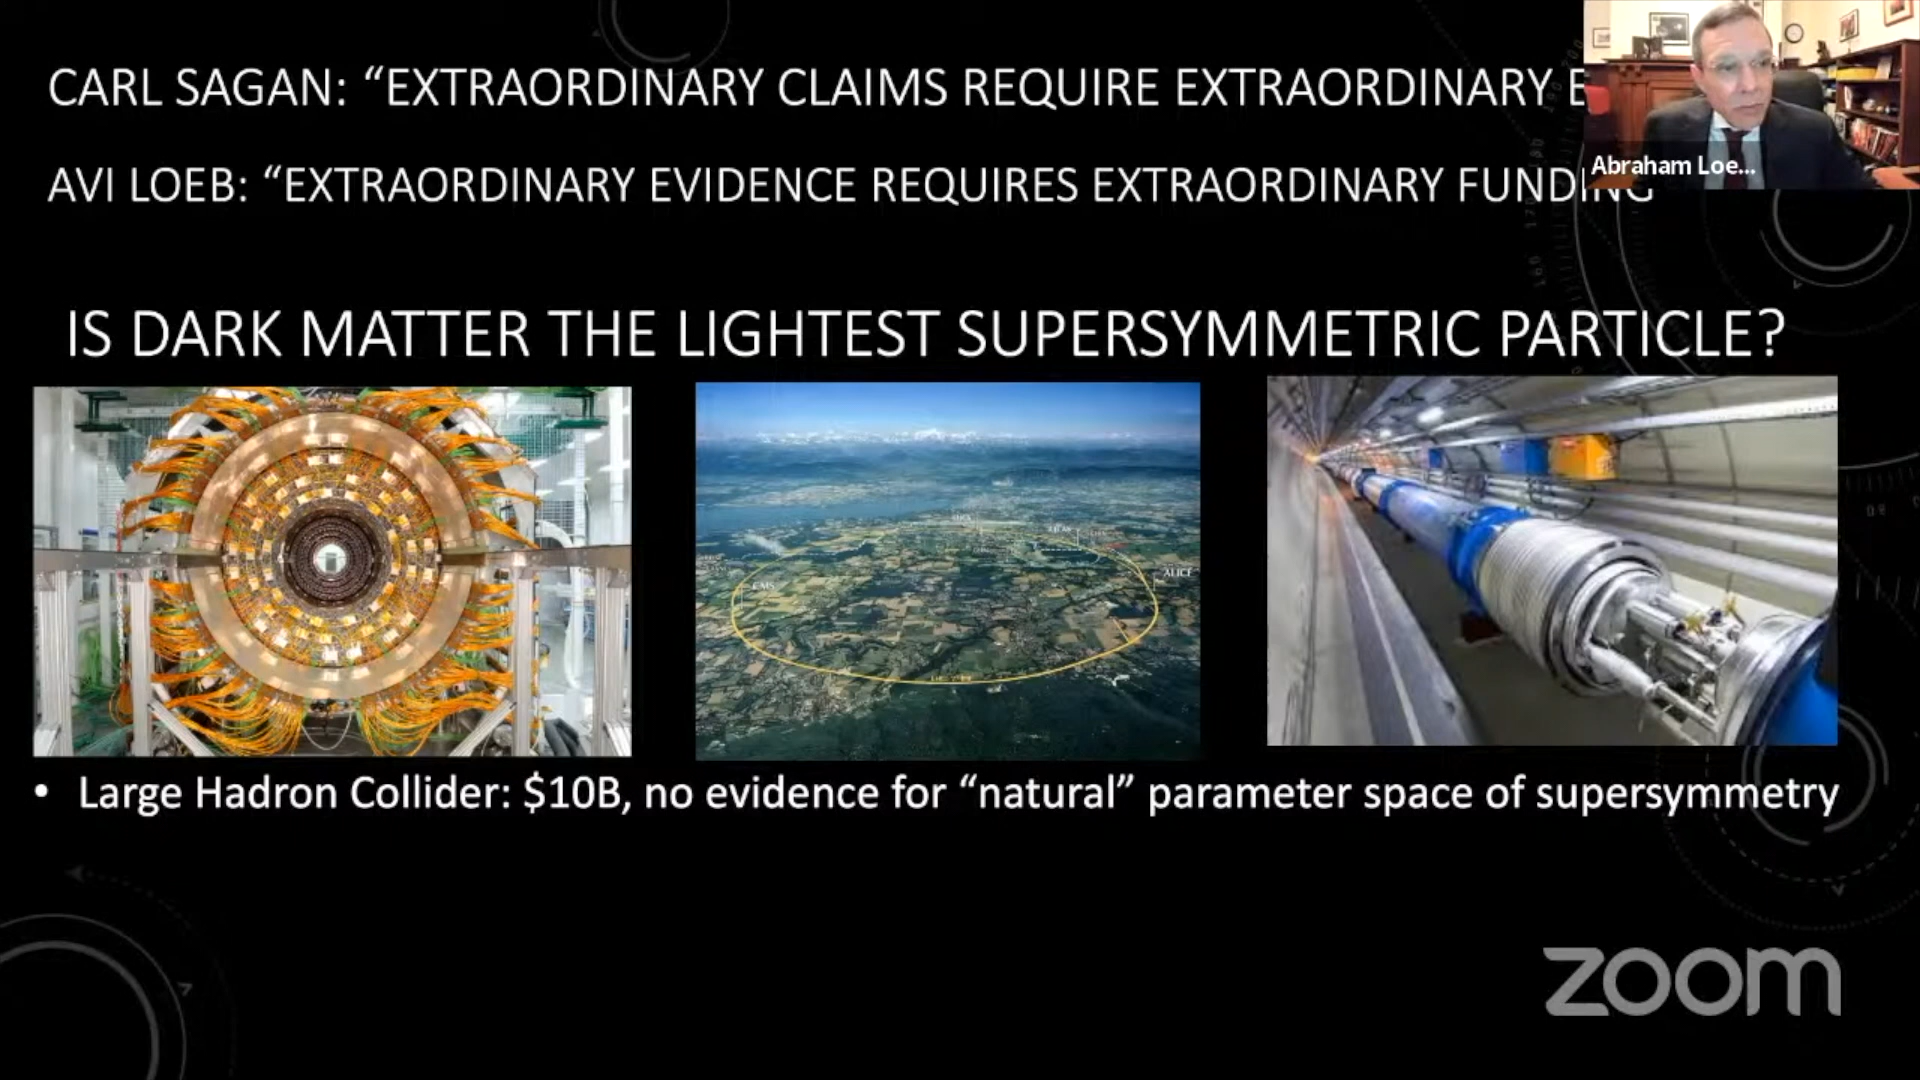 CARL SAGAN: “EXTRAORDINARY CLAIMS REQUIRE EXTRAORDINARY
AVI LOEB: “EXTRAORDINARY EVIDENCE REQUIRES EXTRAORDINARY FUNDING
Abraham Loe...
IS DARK MATTER THE LIGHTEST SUPERSYMMETRIC PARTICLE?
CMS
ALICE
• Large Hadron Collider: $10B, no evidence for “natural” parameter space of supersymmetry
zoom